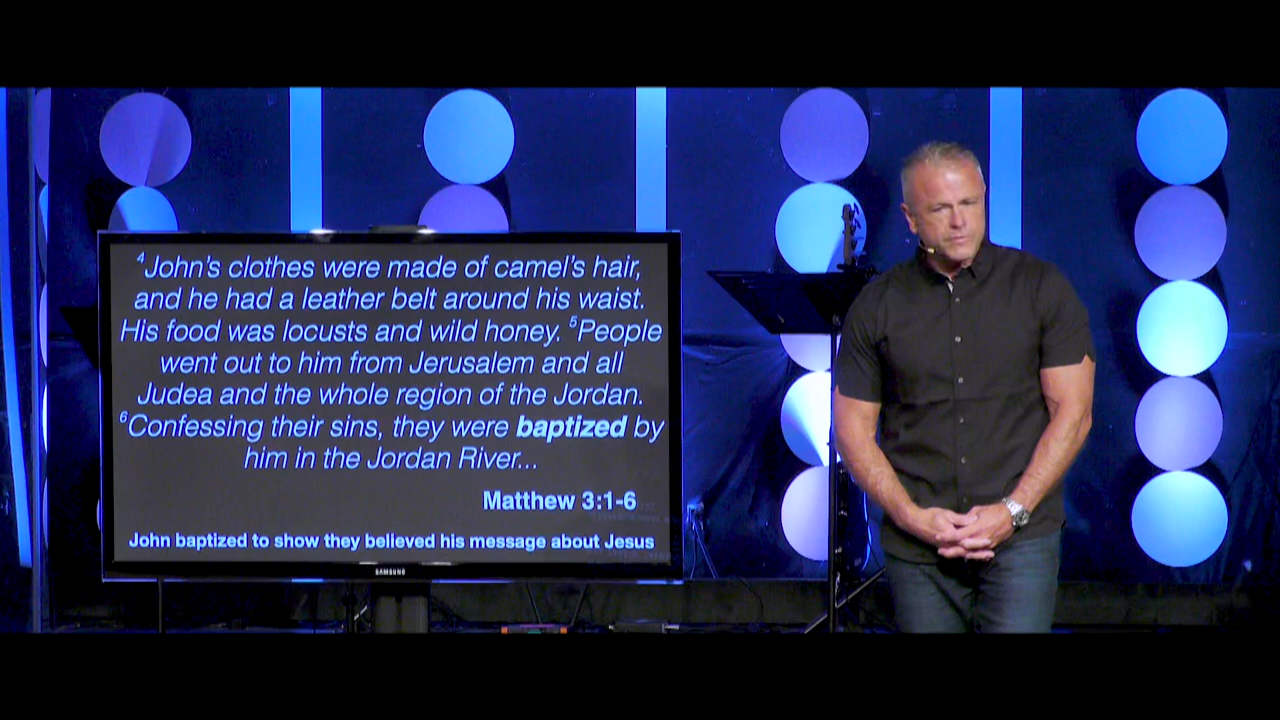 ⁴John's clothes were made of camel's hair,
and he had a leather belt around his waist.
His food was locusts and wild honey. ⁵People
went out to him from Jerusalem and all
Judea and the whole region of the Jordan.
⁶Confessing their sins, they were baptized by
him in the Jordan River...
Matthew 3:1-6
John baptized to show they believed his message about Jesus
SAMSUNG